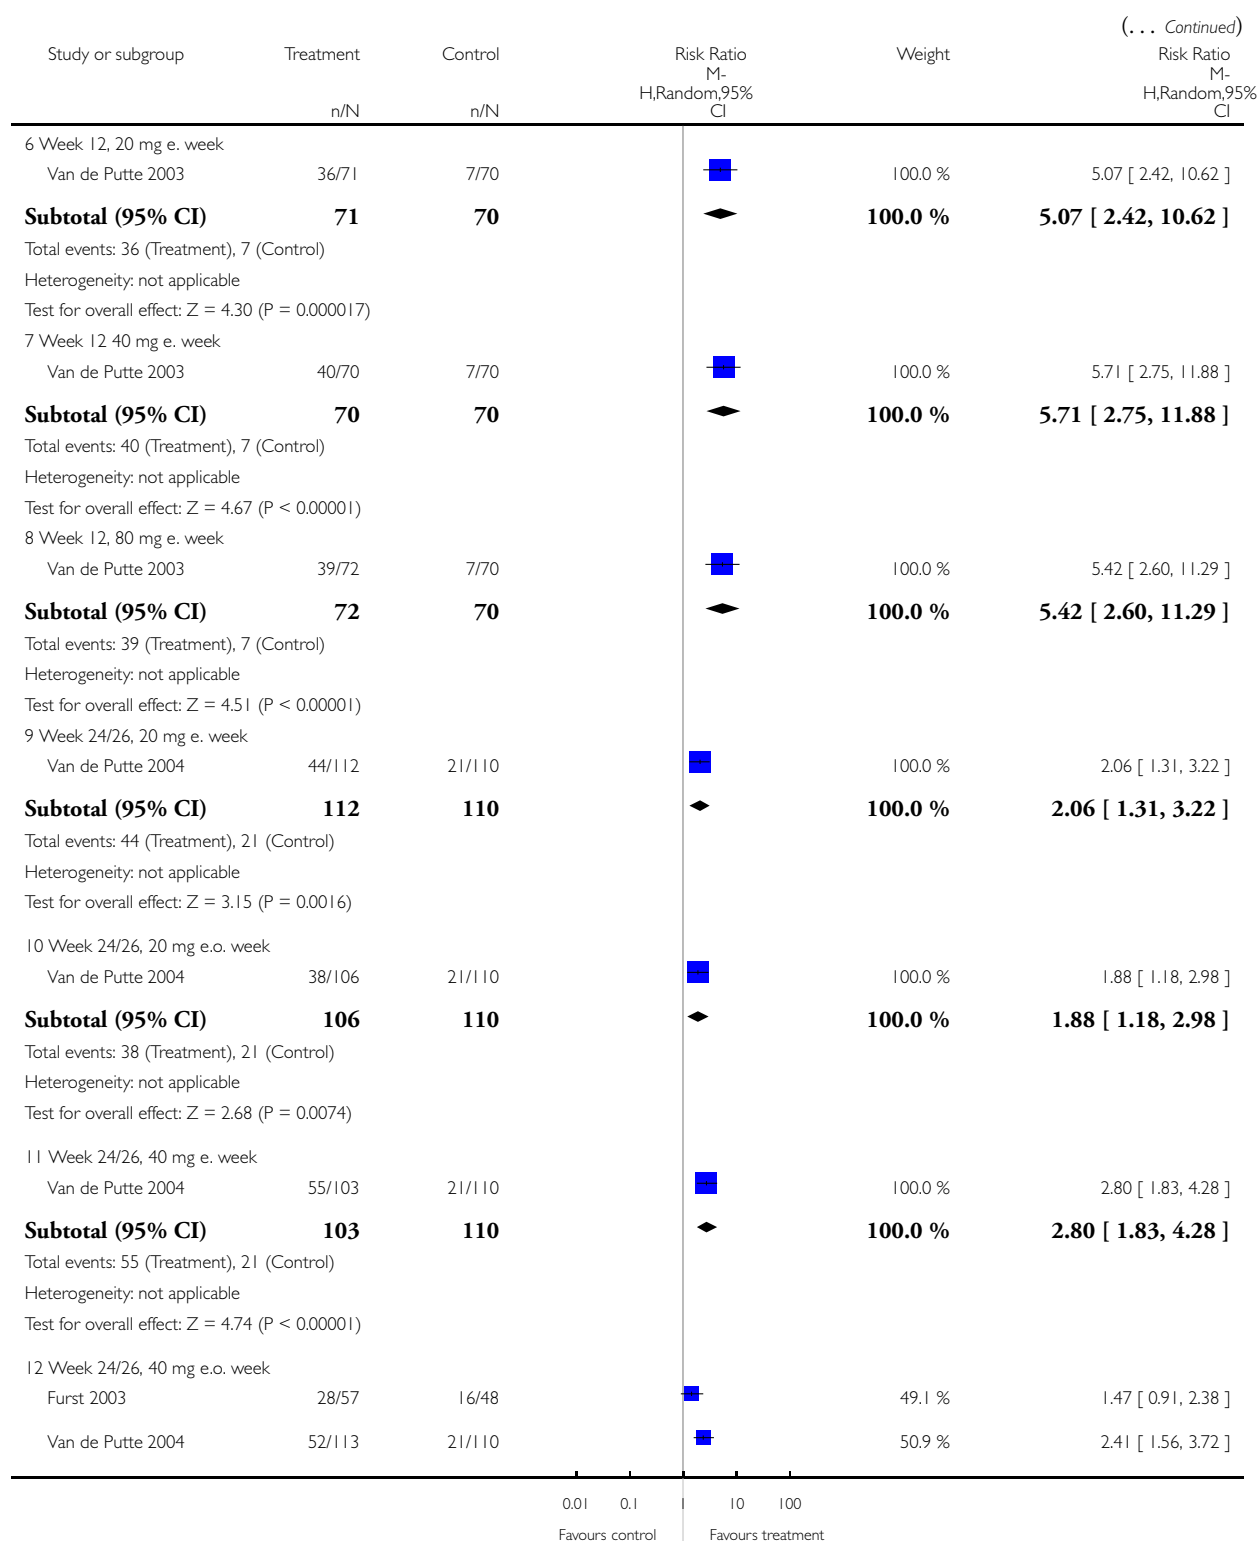 (... Continued)
Study or subgroup Treatment Control Risk Ratio Weight Risk Ratio
M- M-
H,Random,95% H,Random,95%
n/N n/N CI CI
6 Week 12, 20 mg e. week
Van de Putte 2003 36/71 7/70 100.0 % 5.07 [ 2.42, 10.62 ]
Subtotal (95% CI) 71 70 100.0 % 5.07 [ 2.42, 10.62 ]
Total events: 36 (Treatment), 7 (Control)
Heterogeneity: not applicable
Test for overall effect: Z = 4.30 (P = 0.000017)
7 Week 12 40 mg e. week
Van de Putte 2003 40/70 7/70 100.0 % 5.71 [ 2.75, 11.88 ]
Subtotal (95% CI) 70 70 100.0 % 5.71 [ 2.75, 11.88 ]
Total events: 40 (Treatment), 7 (Control)
Heterogeneity: not applicable
Test for overall effect: Z = 4.67 (P < 0.00001)
8 Week 12, 80 mg e. week
Van de Putte 2003 39/72 7/70 100.0 % 5.42 [ 2.60, 11.29 ]
Subtotal (95% CI) 72 70 100.0 % 5.42 [ 2.60, 11.29 ]
Total events: 39 (Treatment), 7 (Control)
Heterogeneity: not applicable
Test for overall effect: Z = 4.51 (P < 0.00001)
9 Week 24/26, 20 mg e. week
Van de Putte 2004 44/112 21/110 100.0 % 2.06 [ 1.31, 3.22 ]
Subtotal (95% CI) 112 110 100.0 % 2.06 [ 1.31, 3.22 ]
Total events: 44 (Treatment), 21 (Control)
Heterogeneity: not applicable
Test for overall effect: Z = 3.15 (P = 0.0016)
10 Week 24/26, 20 mg e.o. week
Van de Putte 2004 38/106 21/110 100.0 % 1.88 [ 1.18, 2.98 ]
Subtotal (95% CI) 106 110 100.0 % 1.88 [ 1.18, 2.98 ]
Total events: 38 (Treatment), 21 (Control)
Heterogeneity: not applicable
Test for overall effect: Z = 2.68 (P = 0.0074)
11 Week 24/26, 40 mg e. week
Van de Putte 2004 55/103 21/110 100.0 % 2.80 [ 1.83, 4.28 ]
Subtotal (95% CI) 103 110 100.0 % 2.80 [ 1.83, 4.28 ]
Total events: 55 (Treatment), 21 (Control)
Heterogeneity: not applicable
Test for overall effect: Z = 4.74 (P < 0.00001)
12 Week 24/26, 40 mg e.o. week
Furst 2003 28/57 16/48 49.1 % 1.47 [ 0.91, 2.38 ]
Van de Putte 2004 52/113 21/110 50.9 % 2.41 [ 1.56, 3.72 ]
0.01 0.1 1 10 100
Favours control Favours treatment